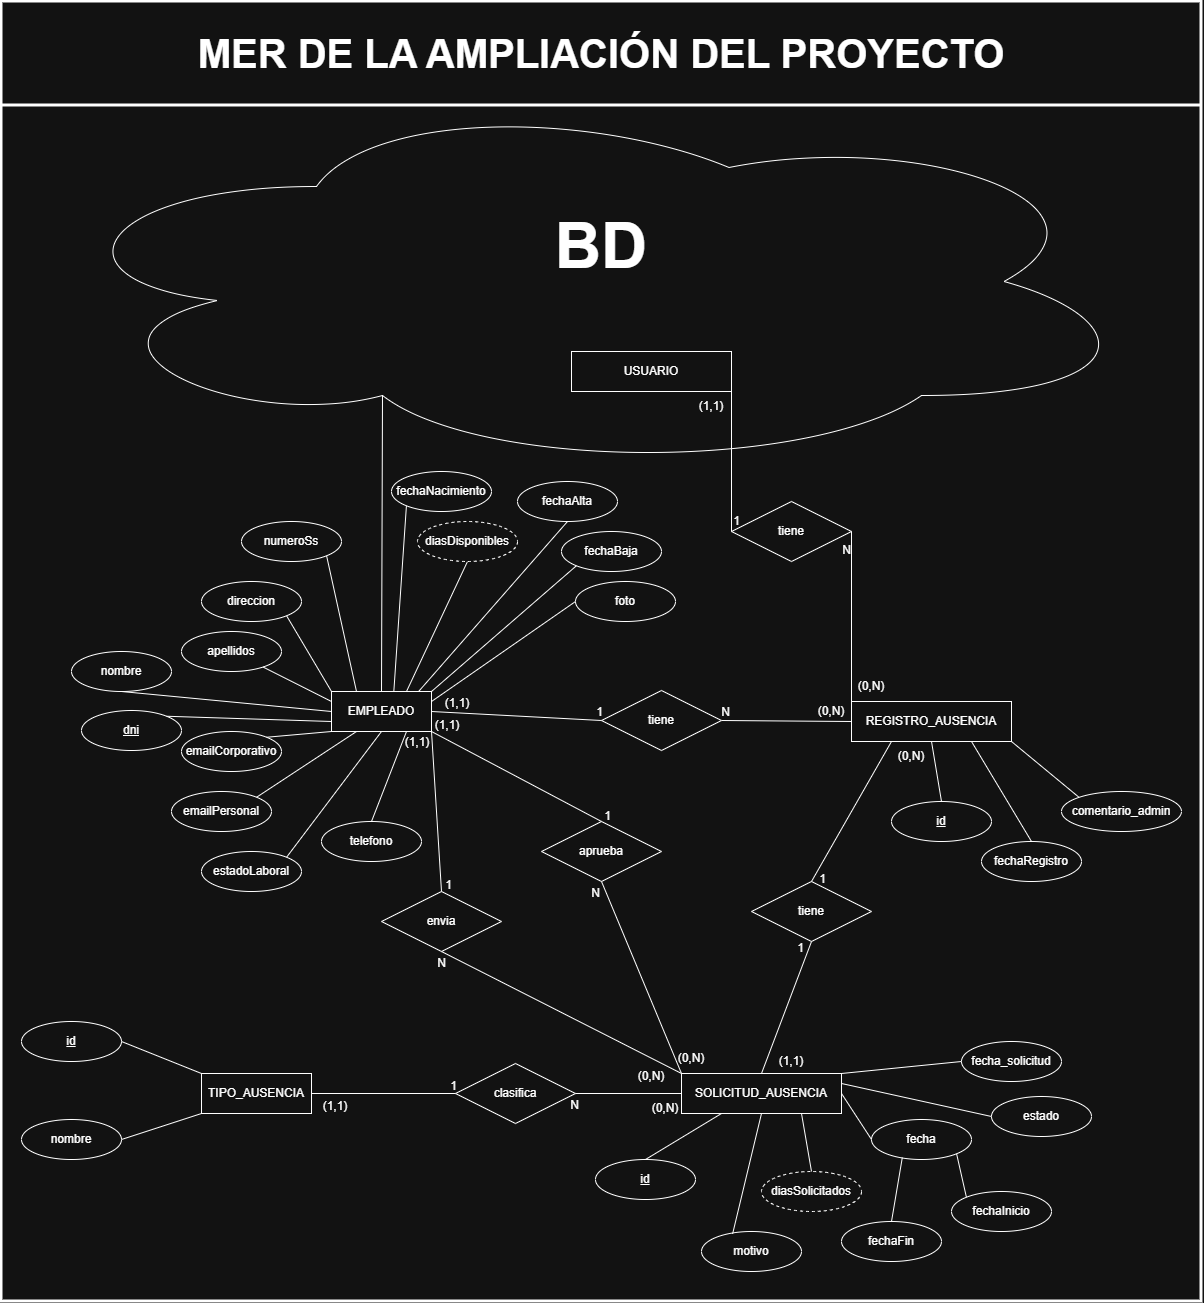 MER DE LA AMPLIACIÓN DEL PROYECTO
BD
USUARIO
(1,1)
fechaNacimiento
fechaAlta
1
tiene
N
numeroSs
diasDisponibles
fechaBaja
direccion
foto
apellidos
nombre
(0,N)
EMPLEADO
(1,1)
1
tiene
N
(0,N)
REGISTRO_AUSENCIA
dni
(1,1)
emailCorporativo
(1,1)
(0,N)
emailPersonal
telefono
1
aprueba
N
id
comentario_admin
fechaRegistro
estadoLaboral
1
envia
N
1
tiene
1
id
(0,N)
(1,1)
fecha_solicitud
(0,N)
TIPO_AUSENCIA
(1,1)
1
clasifica
N
(0,N)
SOLICITUD_AUSENCIA
estado
nombre
fecha
id
diasSolicitados
fechaInicio
motivo
fechaFin